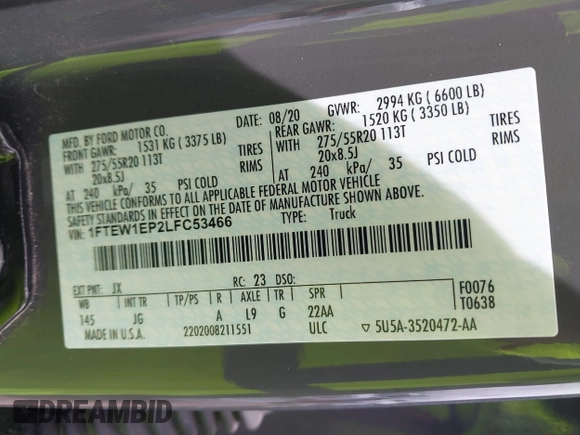 MFD. BY FORD MOTOR CO. DATE: 08/20 GVWR: 2994 KG ( 6600 LB)
FRONT GAWR: 1531 KG ( 3375 LB) REAR GAWR: 1520 KG ( 3350 LB)
WITH 275/55R20 113T TIRES WITH 275/55R20 113T TIRES
20x8.5J RIMS 20x8.5J RIMS
AT 240 kPa/ 35 PSI COLD AT 240 kPa/ 35 PSI COLD
THIS VEHICLE CONFORMS TO ALL APPLICABLE FEDERAL MOTOR VEHICLE
SAFETY STANDARDS IN EFFECT ON THE DATE OF MANUFACTURE SHOWN ABOVE.
VIN: 1FTEW1EP2LFC53466 TYPE: Truck
EXT PNT: JX RC: 23 DSO: F0076
WB INT TR TP/PS R AXLE TR SPR T0638
145 JG A L9 G 22AA
MADE IN U.S.A. 2202008211551 ULC 5U5A-3520472-AA
DREAMBID